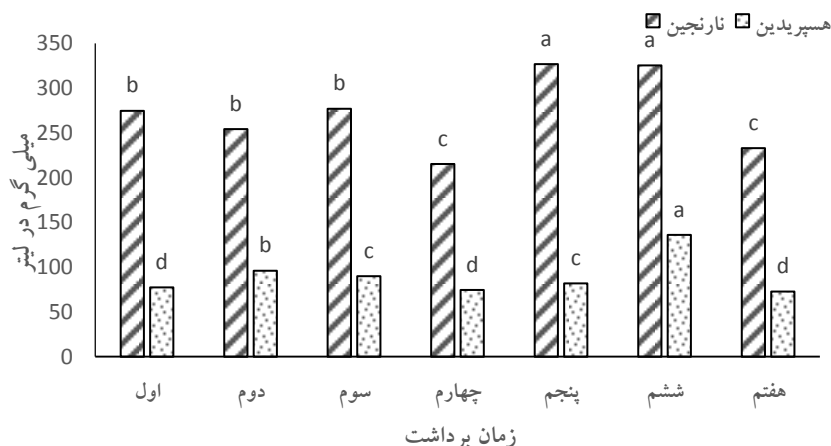 نارنجین هسپریدین
350
300
250
200
150
100
50
0
میلی گرم در لیتر
b b b c a a c
d b c d c a d
اول دوم سوم چهارم پنجم ششم هفتم
زمان برداشت